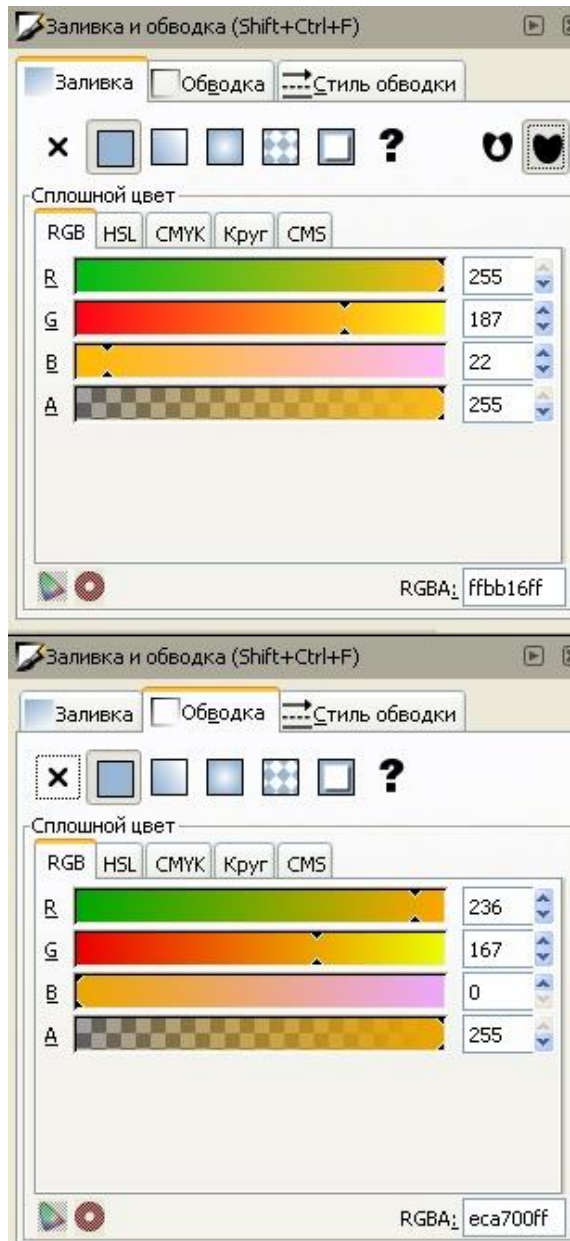 Заливка и обводка (Shift+Ctrl+F)
Заливка Обводка Стиль обводки
?
Сплошной цвет
RGB HSL CMYK Круг CMS
R 255
G 187
B 22
A 255
RGBA: ffbb16ff
Заливка и обводка (Shift+Ctrl+F)
Заливка Обводка Стиль обводки
?
Сплошной цвет
RGB HSL CMYK Круг CMS
R 236
G 167
B 0
A 255
RGBA: eca700ff